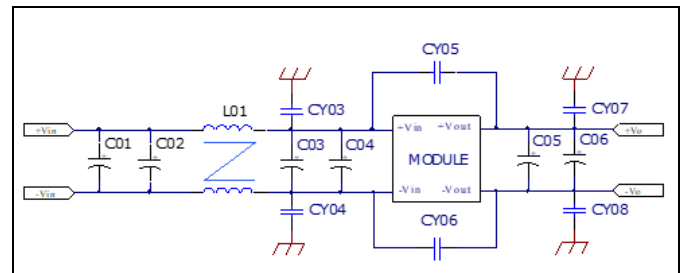 CY05
L01
CY03
CY07
+Vin
C01
C02
C03
C04
+Vin
+Vout
MODULE
-Vin
-Vout
C05
C06
+Vo
-Vin
-Vo
CY04
CY06
CY08